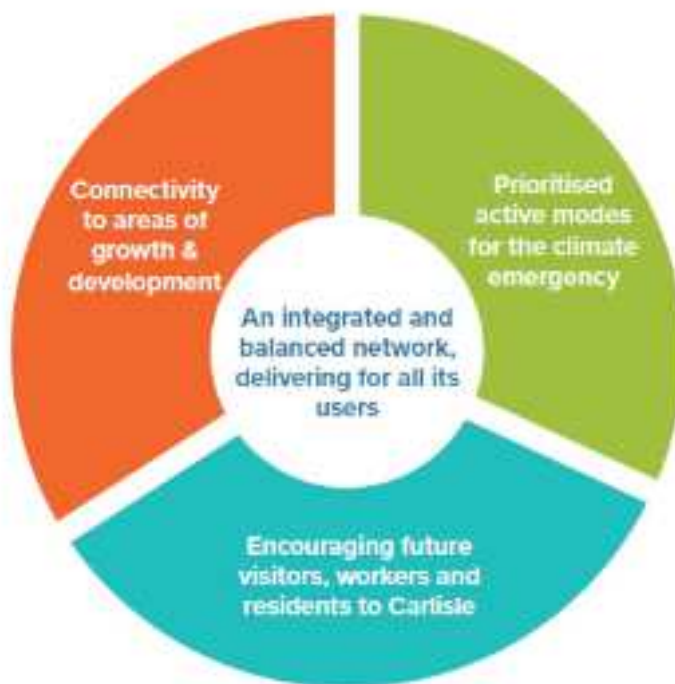 Connectivity
to areas of
growth &
development
Prioritised
active modes
for the climate
emergency
An integrated and
balanced network,
delivering for all its
users
Encouraging future
visitors, workers and
residents to Carlisle